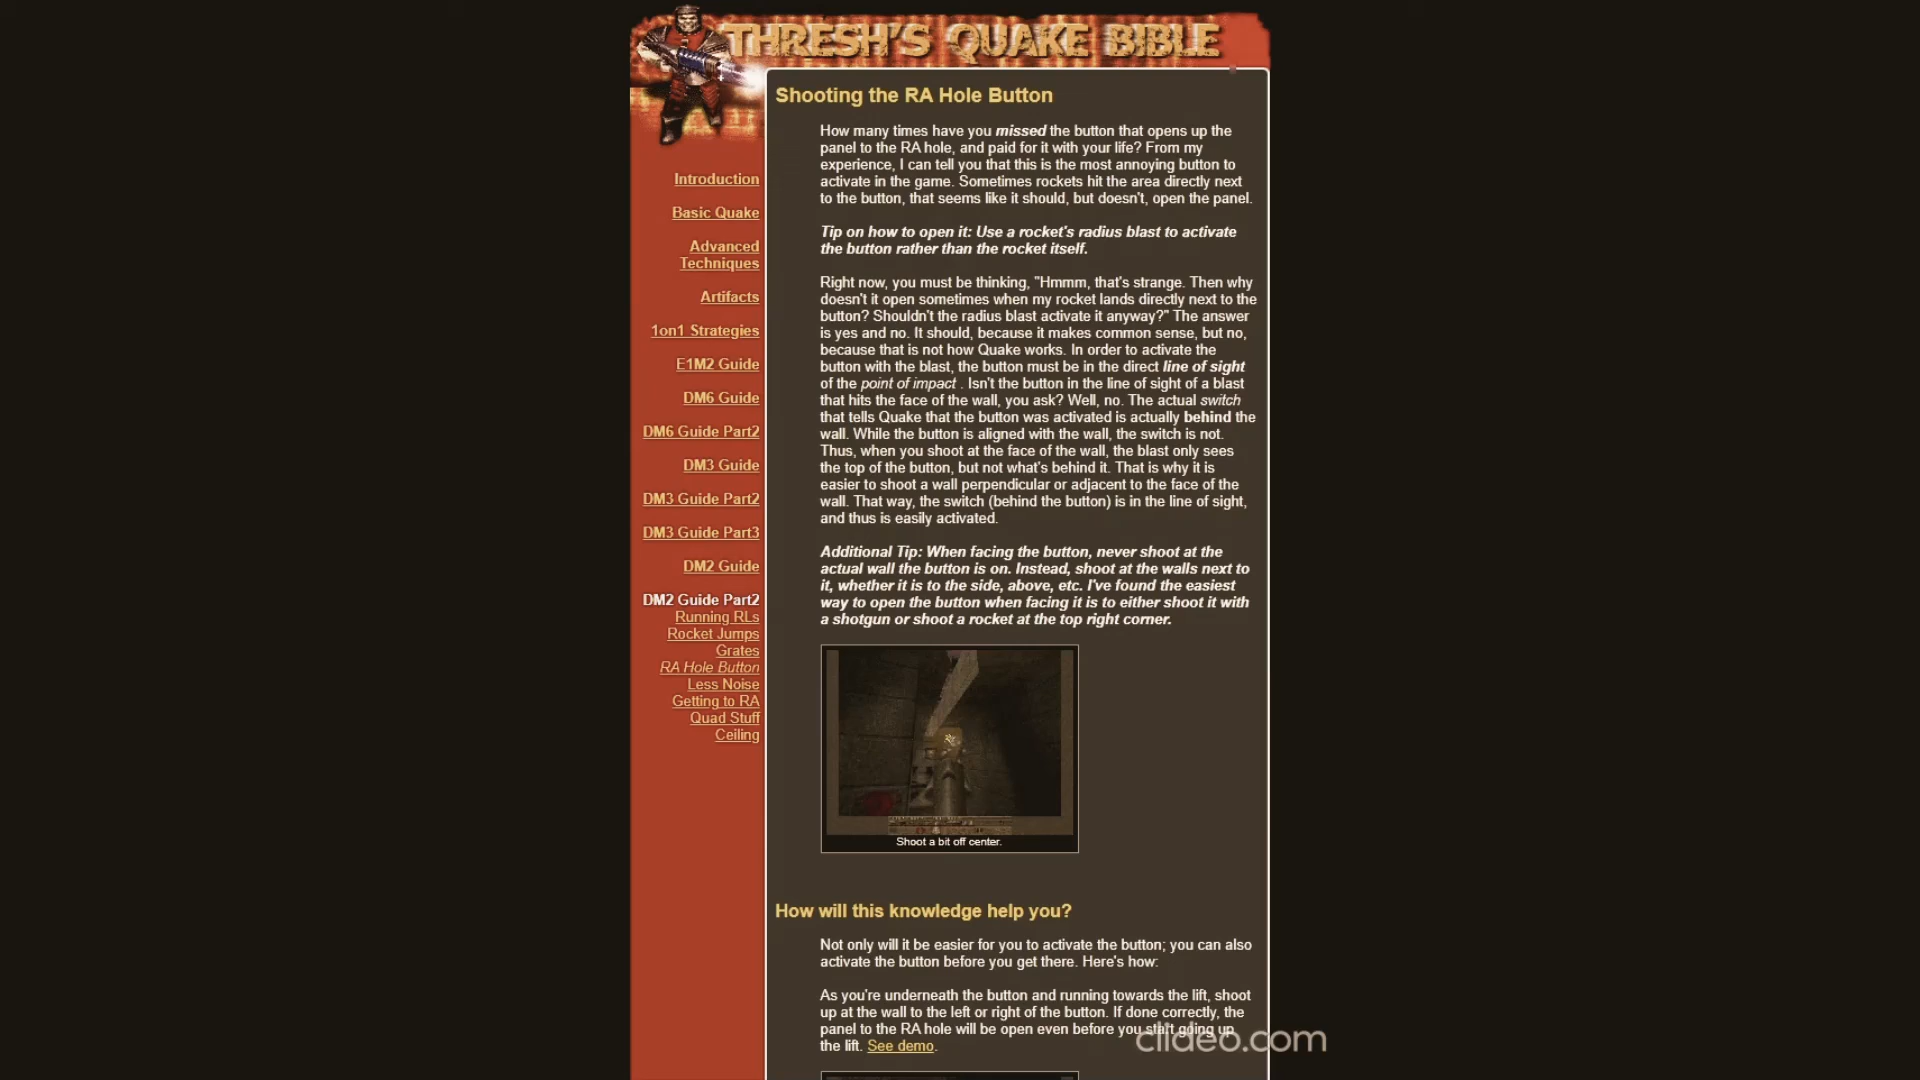 THRESH'S QUAKE BIBLE
Introduction
Basic Quake
Advanced
Techniques
Artifacts
1on1 Strategies
E1M2 Guide
DM6 Guide
DM6 Guide Part2
DM3 Guide
DM3 Guide Part2
DM3 Guide Part3
DM2 Guide
DM2 Guide Part2
Running RLs
Rocket Jumps
Grates
RA Hole Button
Less Noise
Getting to RA
Quad Stuff
Ceiling
Shooting the RA Hole Button
How many times have you missed the button that opens up the
panel to the RA hole, and paid for it with your life? From my
experience, I can tell you that this is the most annoying button to
activate in the game. Sometimes rockets hit the area directly next
to the button, that seems like it should, but doesn't, open the panel.
Tip on how to open it: Use a rocket's radius blast to activate
the button rather than the rocket itself.
Right now, you must be thinking, "Hmmm, that's strange. Then why
doesn't it open sometimes when my rocket lands directly next to the
button? Shouldn't the radius blast activate it anyway?" The answer
is yes and no. It should, because it makes common sense, but no,
because that is not how Quake works. In order to activate the
button with the blast, the button must be in the direct line of sight
of the point of impact . Isn't the button in the line of sight of a blast
that hits the face of the wall, you ask? Well, no. The actual switch
that tells Quake that the button was activated is actually behind the
wall. While the button is aligned with the wall, the switch is not.
Thus, when you shoot at the face of the wall, the blast only sees
the top of the button, but not what's behind it. That is why it is
easier to shoot a wall perpendicular or adjacent to the face of the
wall. That way, the switch (behind the button) is in the line of sight,
and thus is easily activated.
Additional Tip: When facing the button, never shoot at the
actual wall the button is on. Instead, shoot at the walls next to
it, whether it is to the side, above, etc. I've found the easiest
way to open the button when facing it is to either shoot it with
a shotgun or shoot a rocket at the top right corner.
Shoot a bit off center.
How will this knowledge help you?
Not only will it be easier for you to activate the button; you can also
activate the button before you get there. Here's how:
As you're underneath the button and running towards the lift, shoot
up at the wall to the left or right of the button. If done correctly, the
panel to the RA hole will be open even before you start going up
the lift. See demo.
clideo.com